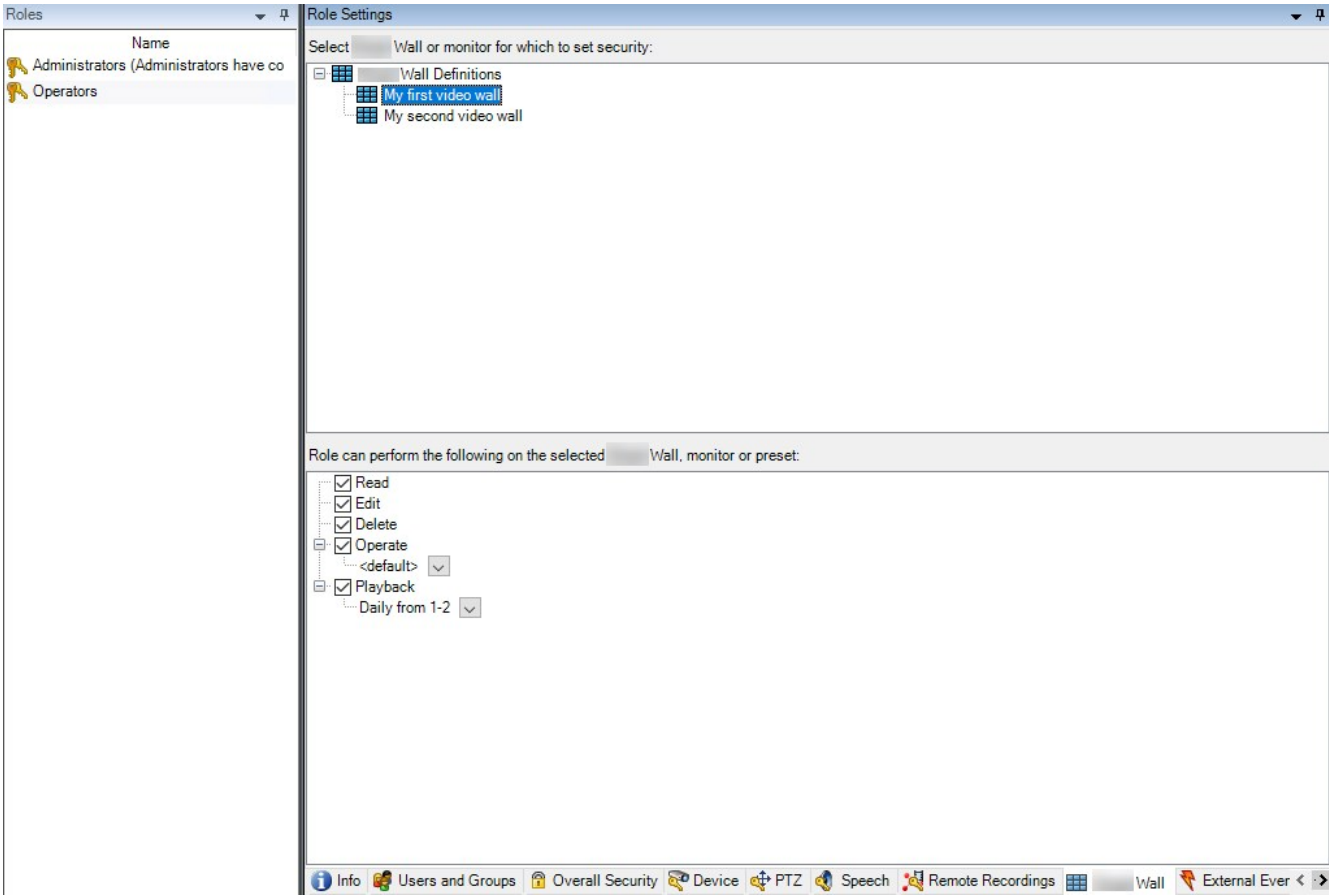 Roles
Name
Administrators (Administrators have co
Operators
Role Settings
Select Wall or monitor for which to set security:
Wall Definitions
My first video wall
My second video wall
Role can perform the following on the selected Wall, monitor or preset:
Read
Edit
Delete
Operate
<default>
Playback
Daily from 1-2
Info Users and Groups Overall Security Device PTZ Speech Remote Recordings Wall External Ever